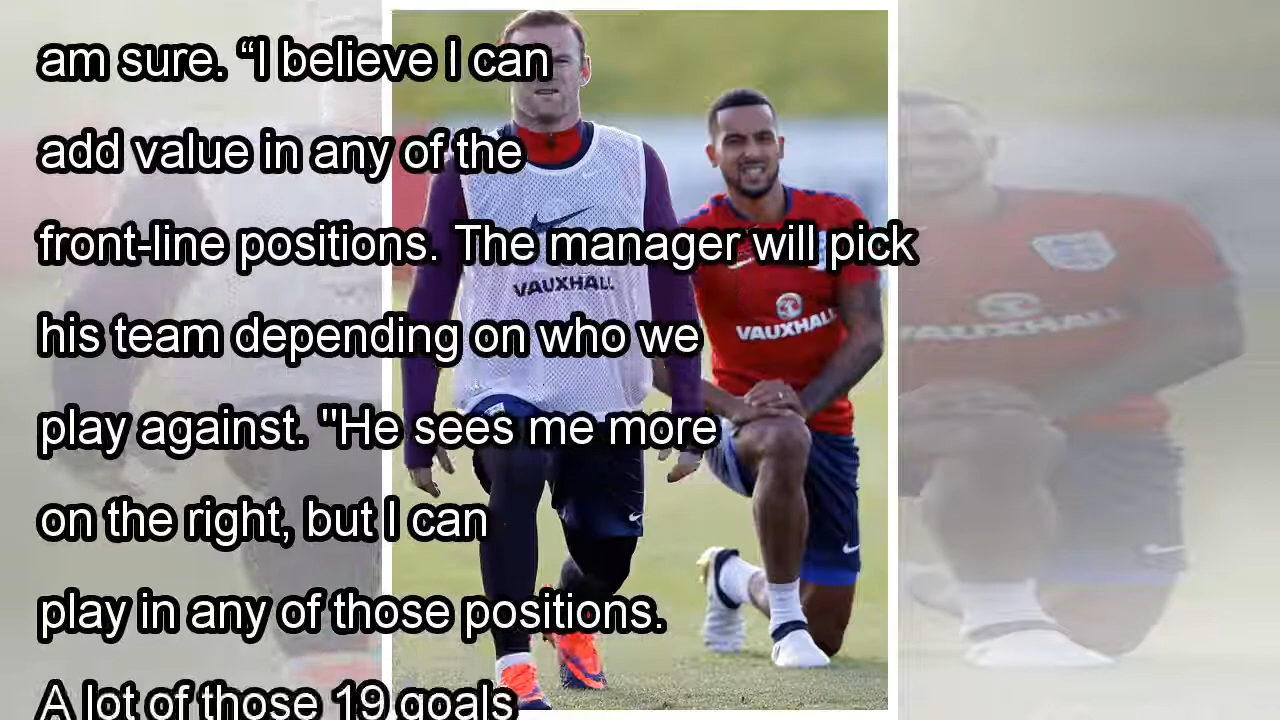 am sure. “I believe I can
add value in any of the
front-line positions. The manager will pick
his team depending on who we
play against. "He sees me more
on the right, but I can
play in any of those positions.
A lot of those 19 goals
VAUXHALL
VAUXHALL
VAUXHALL